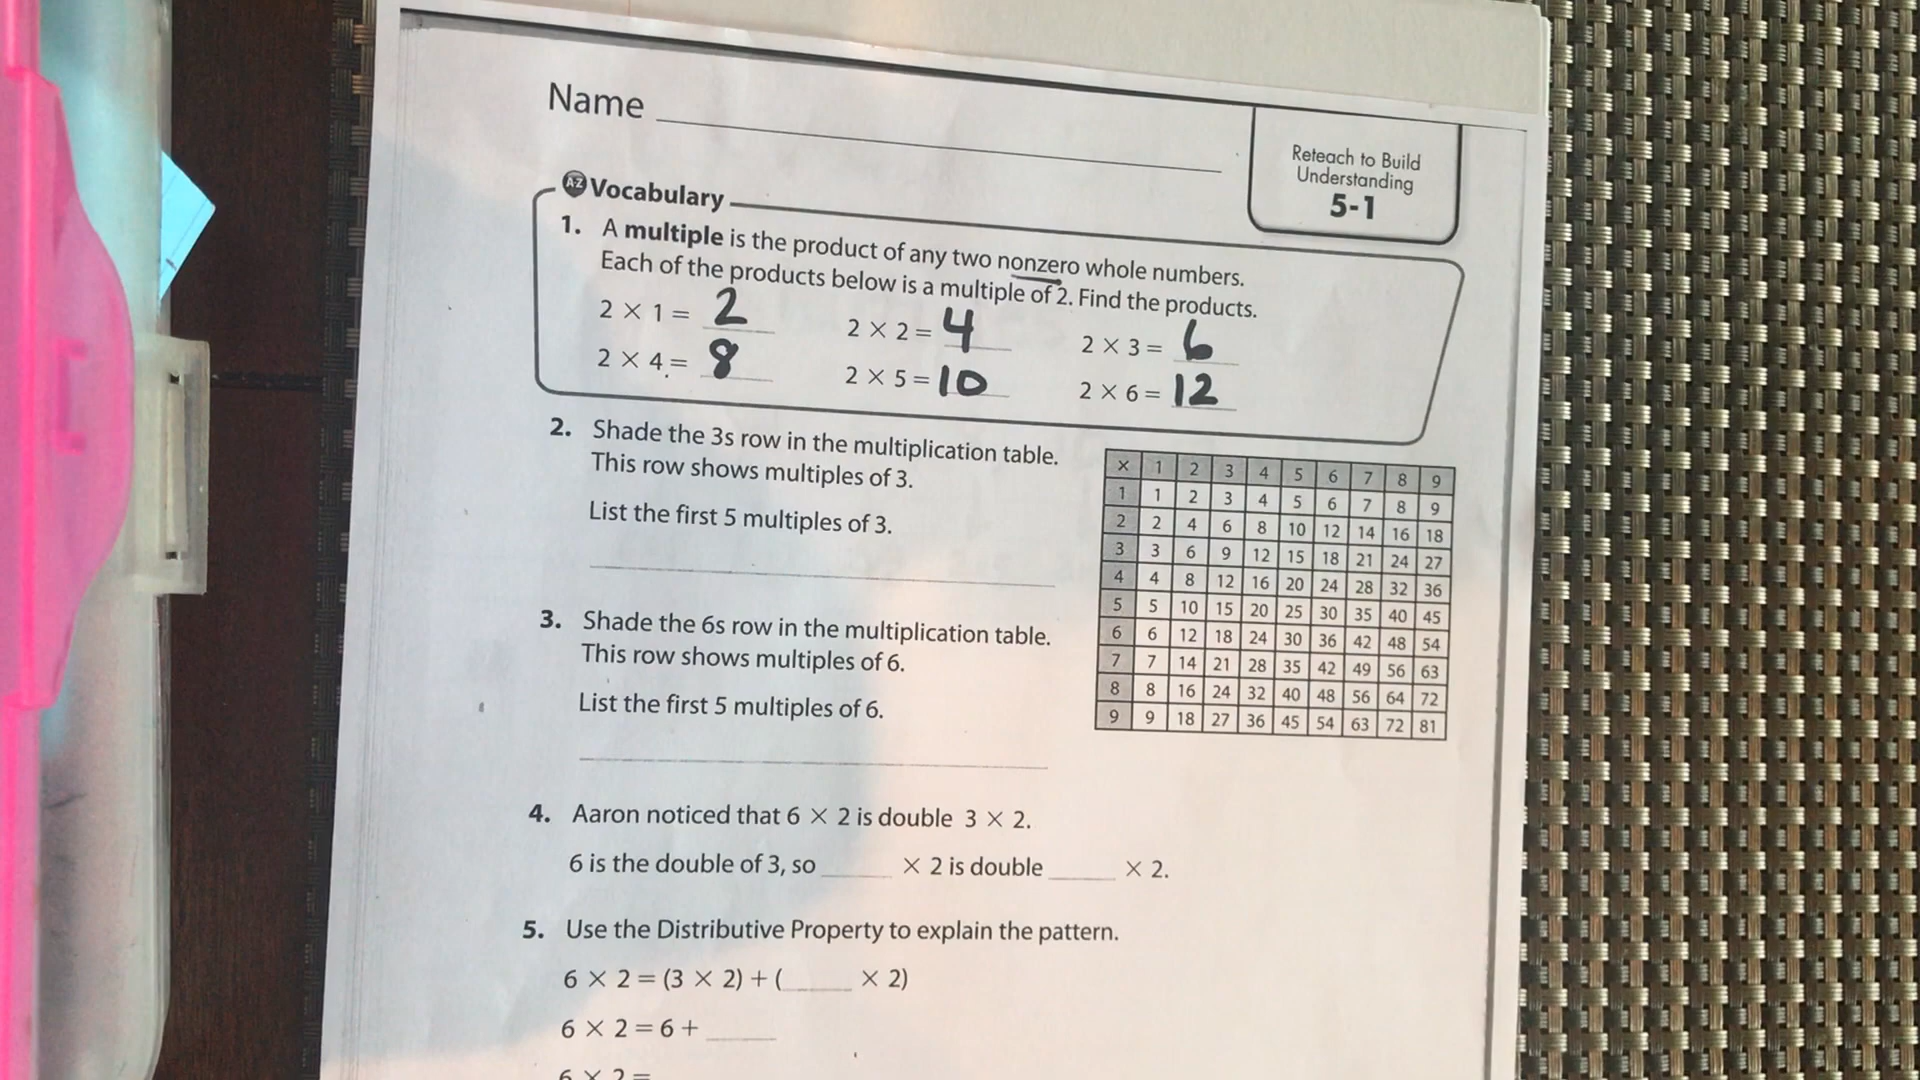 Name
Reteach to Build
Understanding
5-1
A-Z Vocabulary
1. A multiple is the product of any two nonzero whole numbers.
Each of the products below is a multiple of 2. Find the products.
2 × 1 = 2 2 × 2 = 4 2 × 3 = 6
2 × 4 = 8 2 × 5 = 10 2 × 6 = 12
2. Shade the 3s row in the multiplication table.
This row shows multiples of 3.
List the first 5 multiples of 3.
× 1 2 3 4 5 6 7 8 9
1 1 2 3 4 5 6 7 8 9
2 2 4 6 8 10 12 14 16 18
3 3 6 9 12 15 18 21 24 27
4 4 8 12 16 20 24 28 32 36
5 5 10 15 20 25 30 35 40 45
6 6 12 18 24 30 36 42 48 54
7 7 14 21 28 35 42 49 56 63
8 8 16 24 32 40 48 56 64 72
9 9 18 27 36 45 54 63 72 81
3. Shade the 6s row in the multiplication table.
This row shows multiples of 6.
List the first 5 multiples of 6.
4. Aaron noticed that 6 × 2 is double 3 × 2.
6 is the double of 3, so ____ × 2 is double ____ × 2.
5. Use the Distributive Property to explain the pattern.
6 × 2 = (3 × 2) + (____ × 2)
6 × 2 = 6 + ____
6 × 2 =